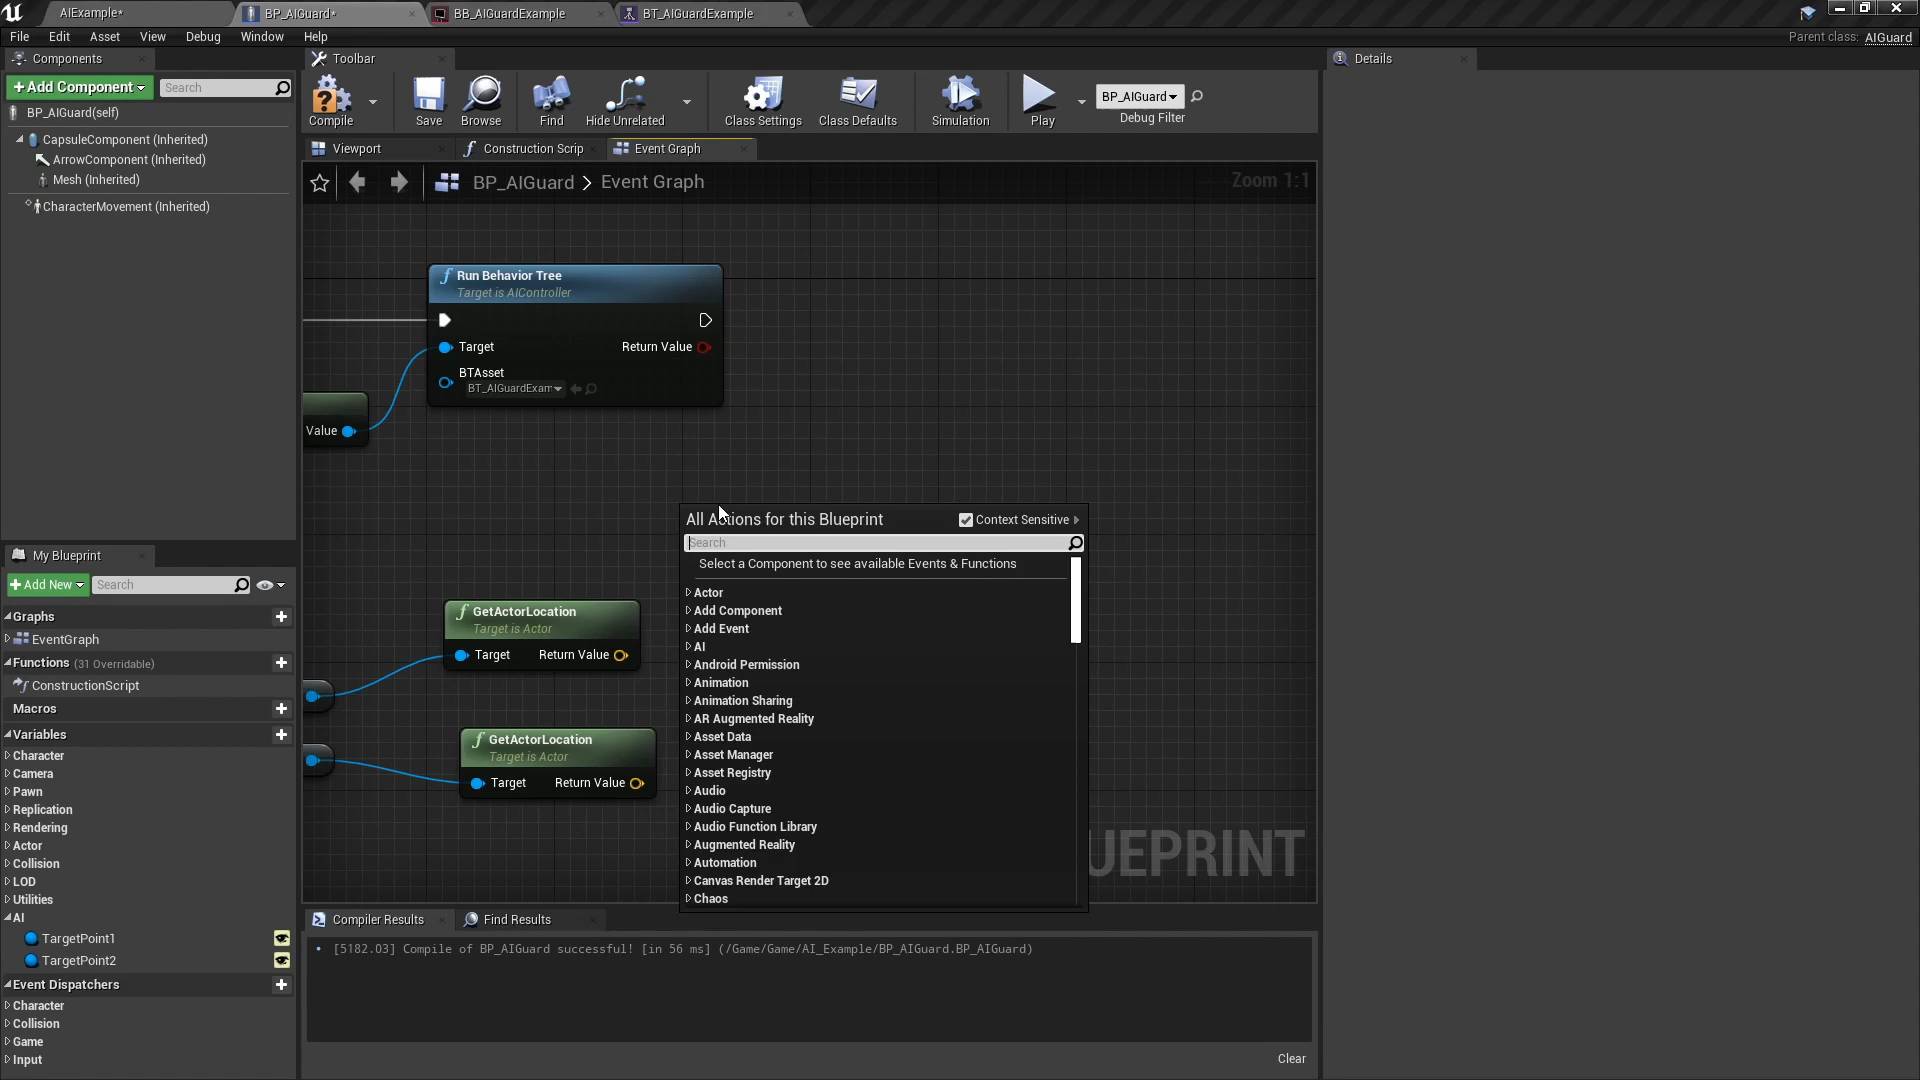 AIExample*
BP_AIGuard*
BB_AIGuardExample
BT_AIGuardExample
File Edit Asset View Debug Window Help
Parent class: AIGuard
Components
Add Component
Search
BP_AIGuard(self)
CapsuleComponent (Inherited)
ArrowComponent (Inherited)
Mesh (Inherited)
CharacterMovement (Inherited)
Toolbar
Compile
Save
Browse
Find
Hide Unrelated
Class Settings
Class Defaults
Simulation
Play
BP_AIGuard
Debug Filter
Viewport
Construction Scrip
Event Graph
BP_AIGuard > Event Graph
Zoom 1:1
Run Behavior Tree
Target is AIController
Target
Return Value
BTAsset
BT_AIGuardExam
Value
GetActorLocation
Target is Actor
Target Return Value
GetActorLocation
Target is Actor
Target Return Value
All Actions for this Blueprint
Context Sensitive
Search
Select a Component to see available Events & Functions
Actor
Add Component
Add Event
AI
Android Permission
Animation
Animation Sharing
AR Augmented Reality
Asset Data
Asset Manager
Asset Registry
Audio
Audio Capture
Audio Function Library
Augmented Reality
Automation
Canvas Render Target 2D
Chaos
UEPRINT
My Blueprint
Add New
Search
Graphs
EventGraph
Functions (31 Overridable)
ConstructionScript
Macros
Variables
Character
Camera
Pawn
Replication
Rendering
Actor
Collision
LOD
Utilities
AI
TargetPoint1
TargetPoint2
Event Dispatchers
Character
Collision
Game
Input
Compiler Results
Find Results
[5182.03] Compile of BP_AIGuard successful! [in 56 ms] (/Game/Game/AI_Example/BP_AIGuard.BP_AIGuard)
Clear
Details